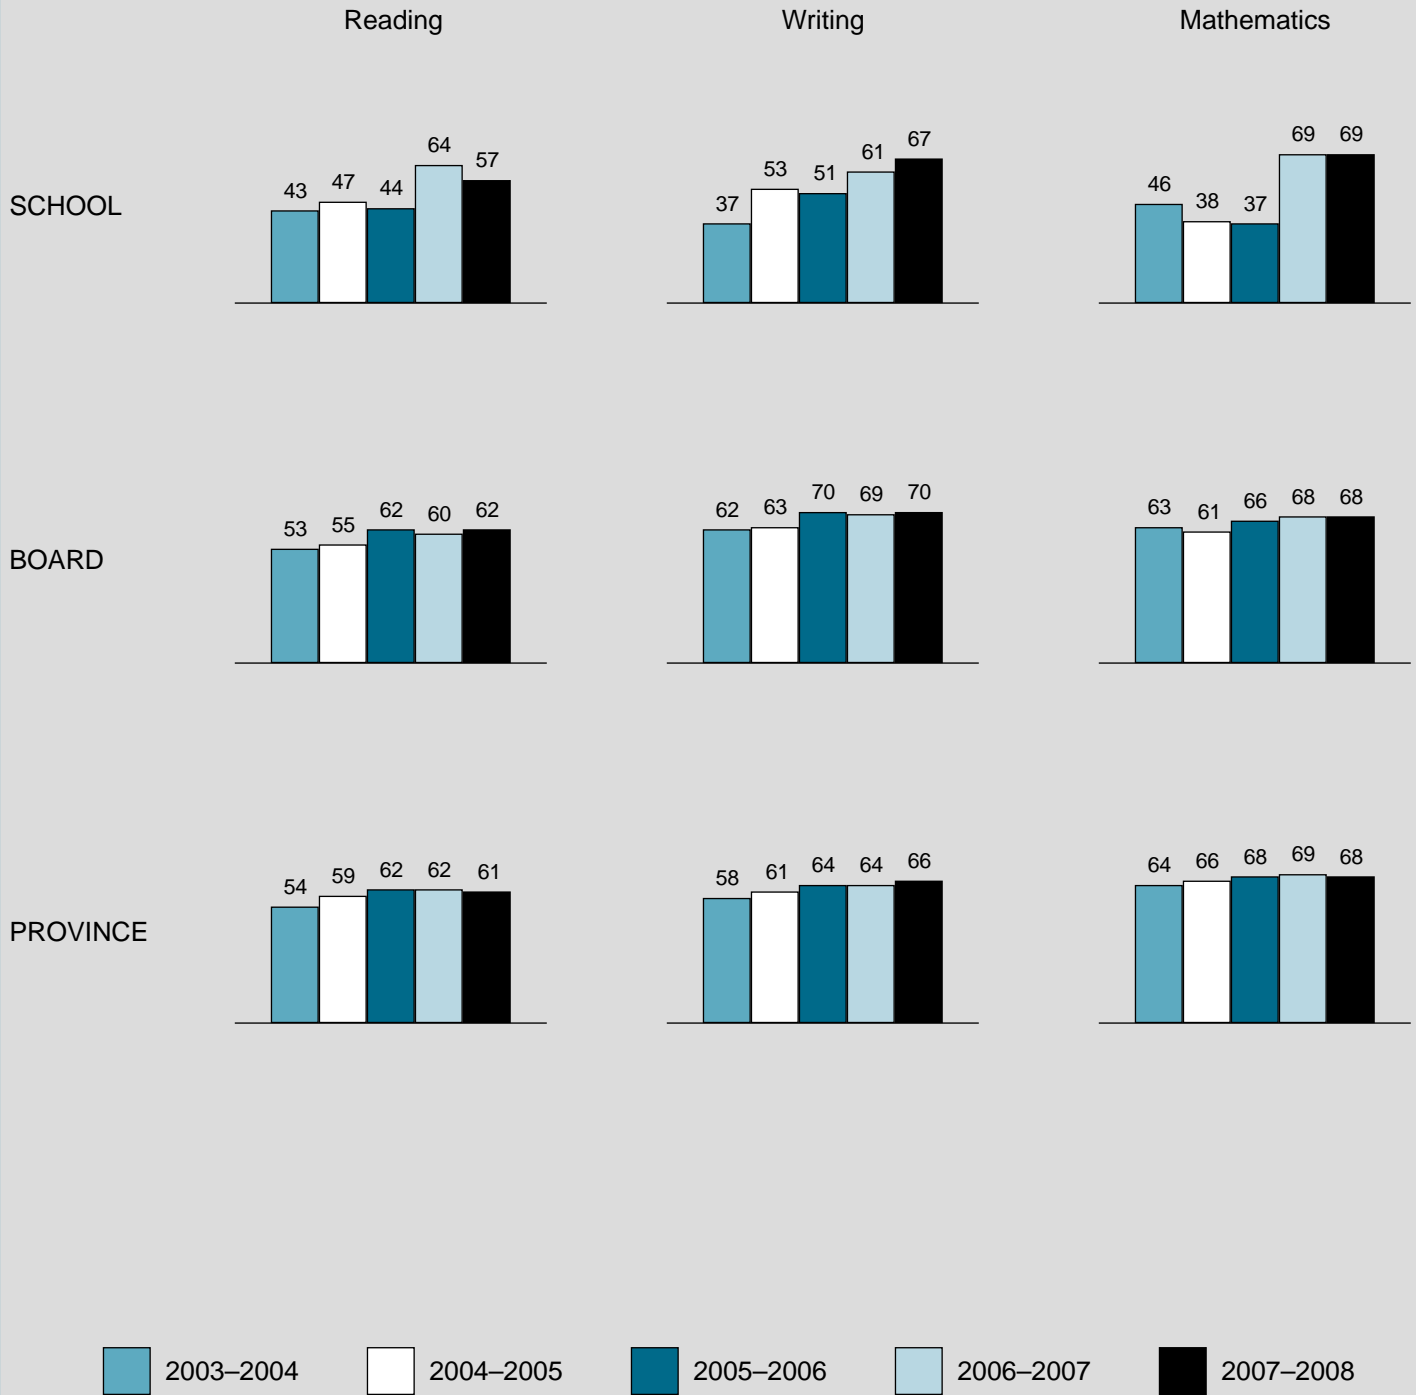 Reading Writing Mathematics
SCHOOL
43 47 44 64 57
37 53 51 61 67
46 38 37 69 69
BOARD
53 55 62 60 62
62 63 70 69 70
63 61 66 68 68
PROVINCE
54 59 62 62 61
58 61 64 64 66
64 66 68 69 68
2003–2004 2004–2005 2005–2006 2006–2007 2007–2008